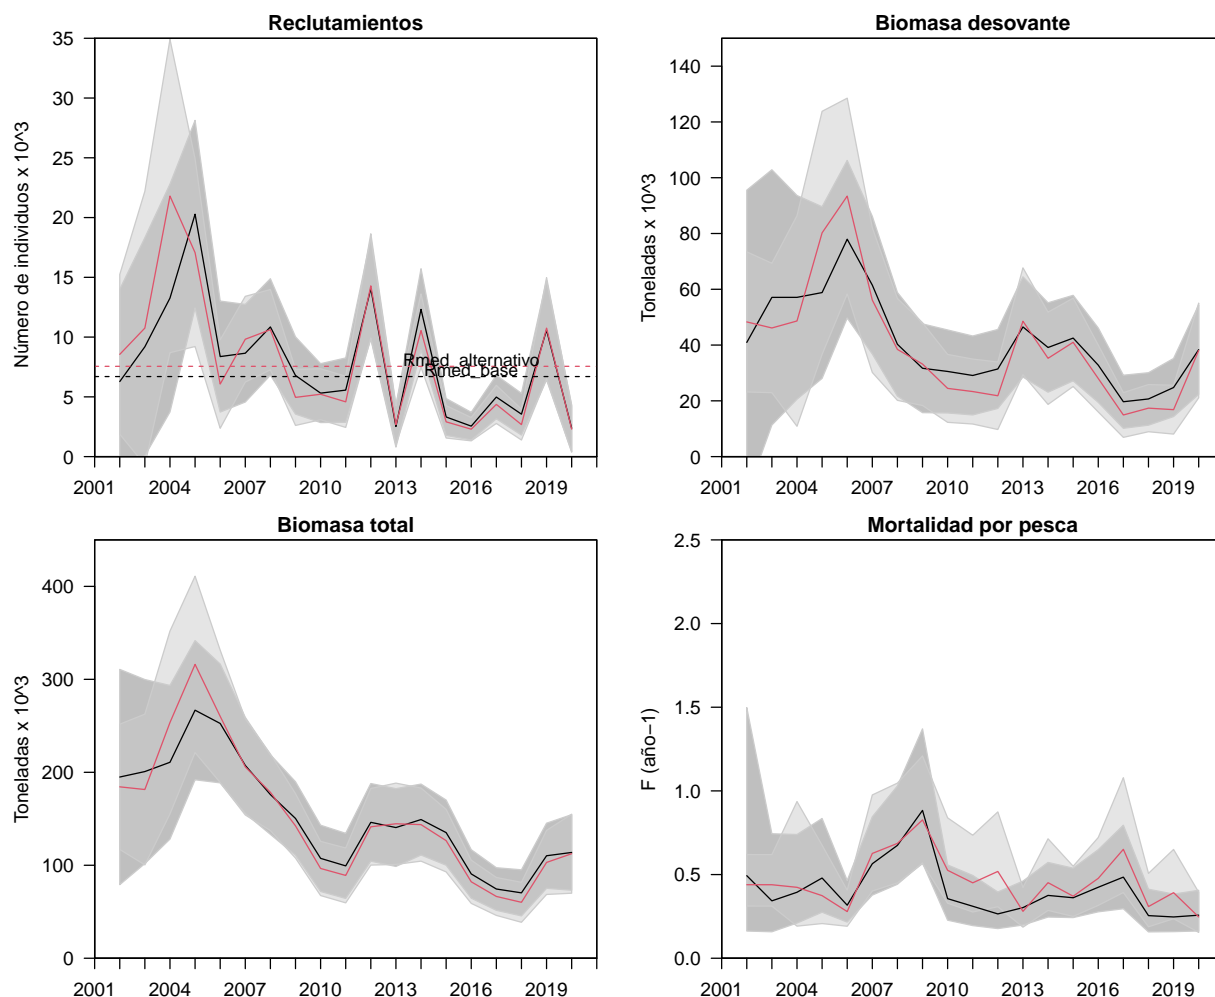 Reclutamientos
Número de individuos x 10^3
35
30
25
20
15
10
5
0
Rmed_alternativo
Rmed_base
2001 2004 2007 2010 2013 2016 2019
Biomasa desovante
Toneladas x 10^3
140
120
100
80
60
40
20
0
2001 2004 2007 2010 2013 2016 2019
Biomasa total
Toneladas x 10^3
400
300
200
100
0
2001 2004 2007 2010 2013 2016 2019
Mortalidad por pesca
F (año−1)
2.5
2.0
1.5
1.0
0.5
0.0
2001 2004 2007 2010 2013 2016 2019